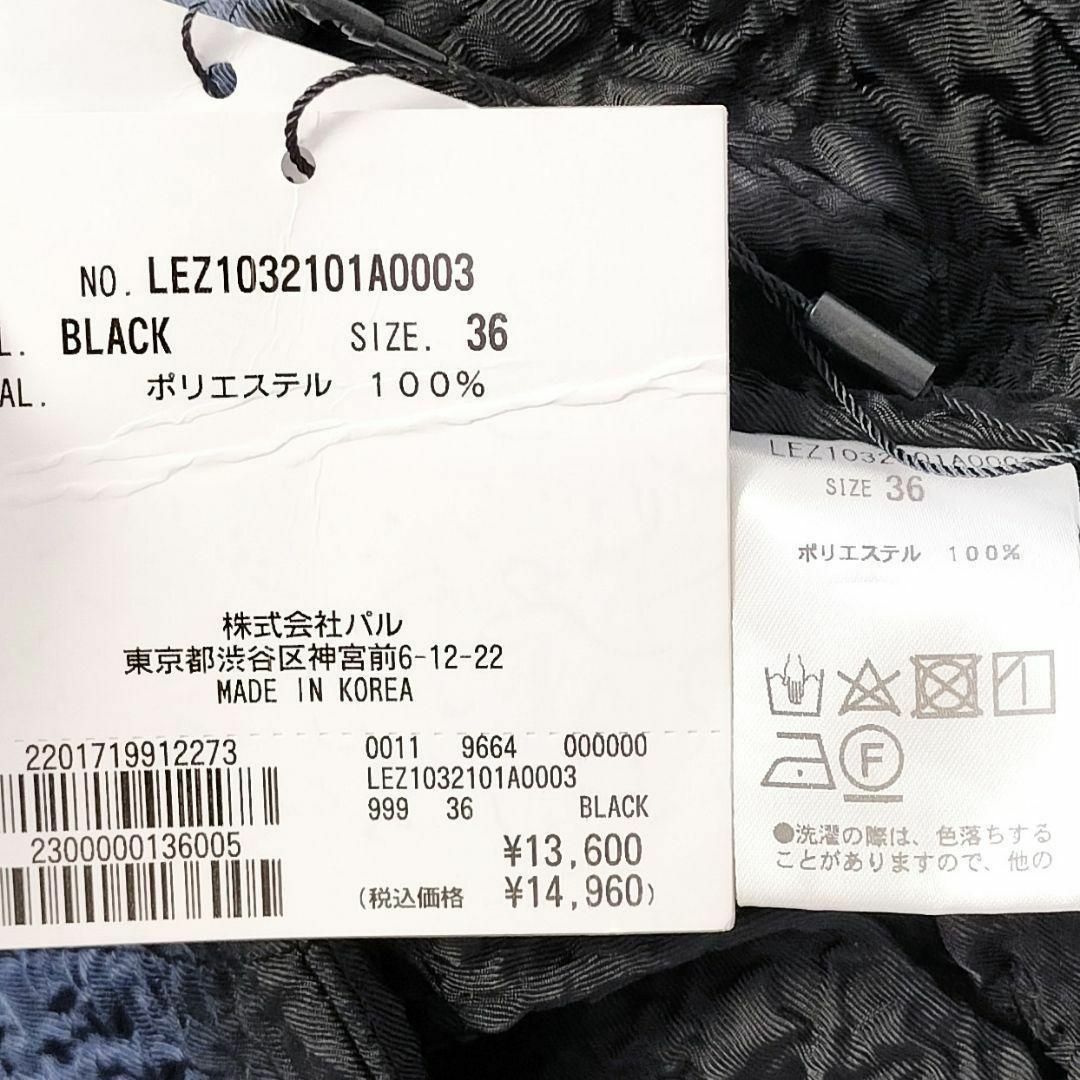 NO. LEZ1032101A0003
L. BLACK SIZE. 36
AL. ポリエステル 100%
株式会社パル
東京都渋谷区神宮前6-12-22
MADE IN KOREA
2201719912273
2300000136005
0011 9664 000000
LEZ1032101A0003
999 36 BLACK
¥13,600
(税込価格 ¥14,960)
LEZ1032101A0003
SIZE 36
ポリエステル 100%
F
●洗濯の際は、色落ちする
ことがありますので、他の